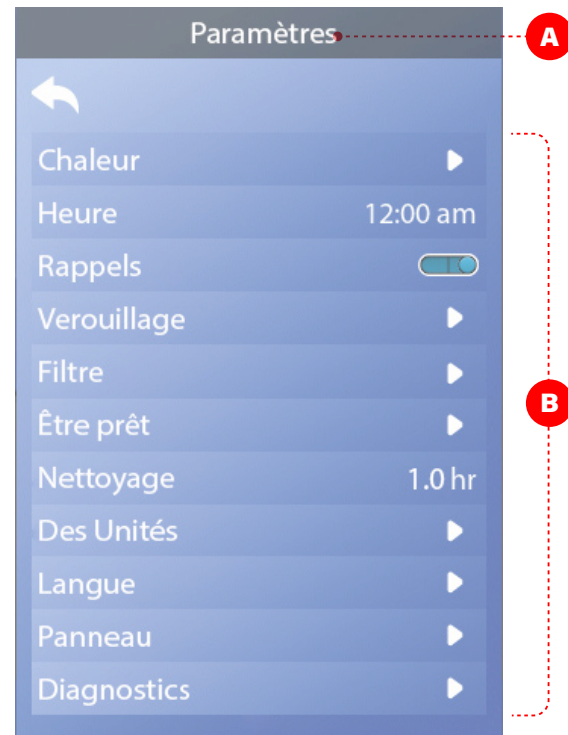 Paramètres
A
Chaleur
Heure 12:00 am
Rappels
Verouillage
Filtre
B
Être prêt
Nettoyage 1.0 hr
Des Unités
Langue
Panneau
Diagnostics